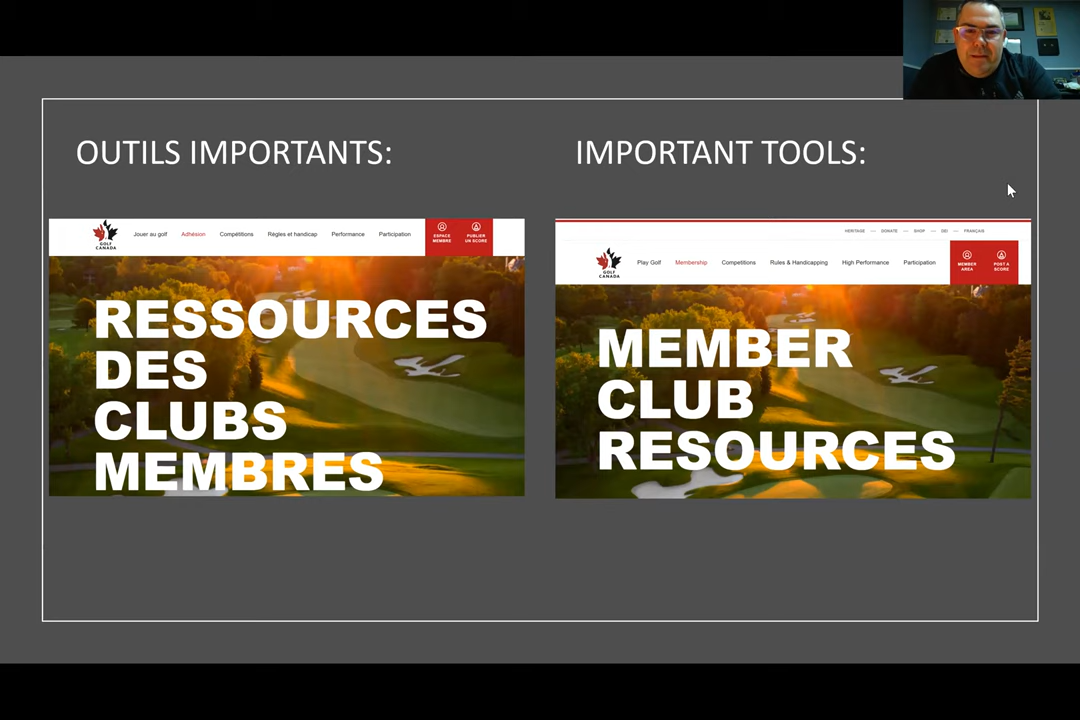 OUTILS IMPORTANTS:
GOLF
CANADA
Jouer au golf Adhésion Compétitions Règles et handicap Performance Participation
ESPACE
MEMBRE
PUBLIER
UN SCORE
RESSOURCES
DES
CLUBS
MEMBRES
IMPORTANT TOOLS:
HERITAGE — DONATE — SHOP — DEI — FRANÇAIS
GOLF
CANADA
Play Golf Membership Competitions Rules & Handicapping High Performance Participation
MEMBER
AREA
POST A
SCORE
MEMBER
CLUB
RESOURCES